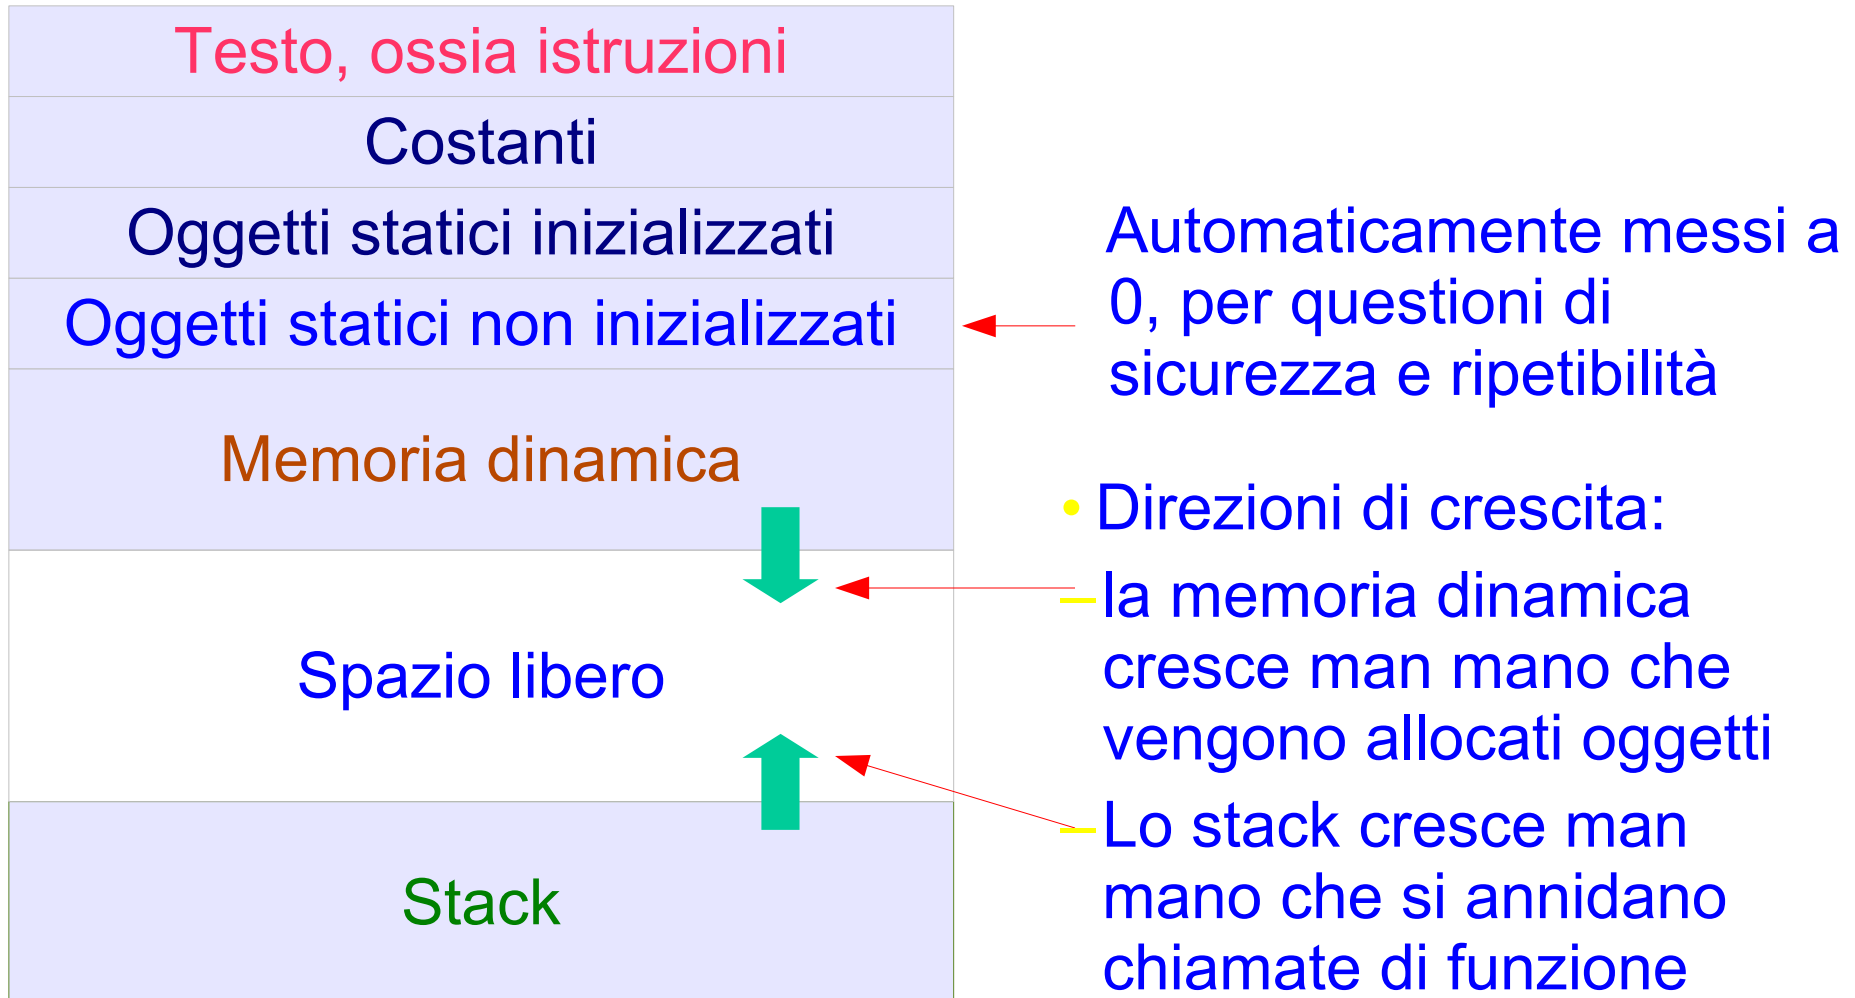 Testo, ossia istruzioni
Costanti
Oggetti statici inizializzati
Oggetti statici non inizializzati
Memoria dinamica
Spazio libero
Stack
Automaticamente messi a
0, per questioni di
sicurezza e ripetibilità
• Direzioni di crescita:
– la memoria dinamica
cresce man mano che
vengono allocati oggetti
– Lo stack cresce man
mano che si annidano
chiamate di funzione